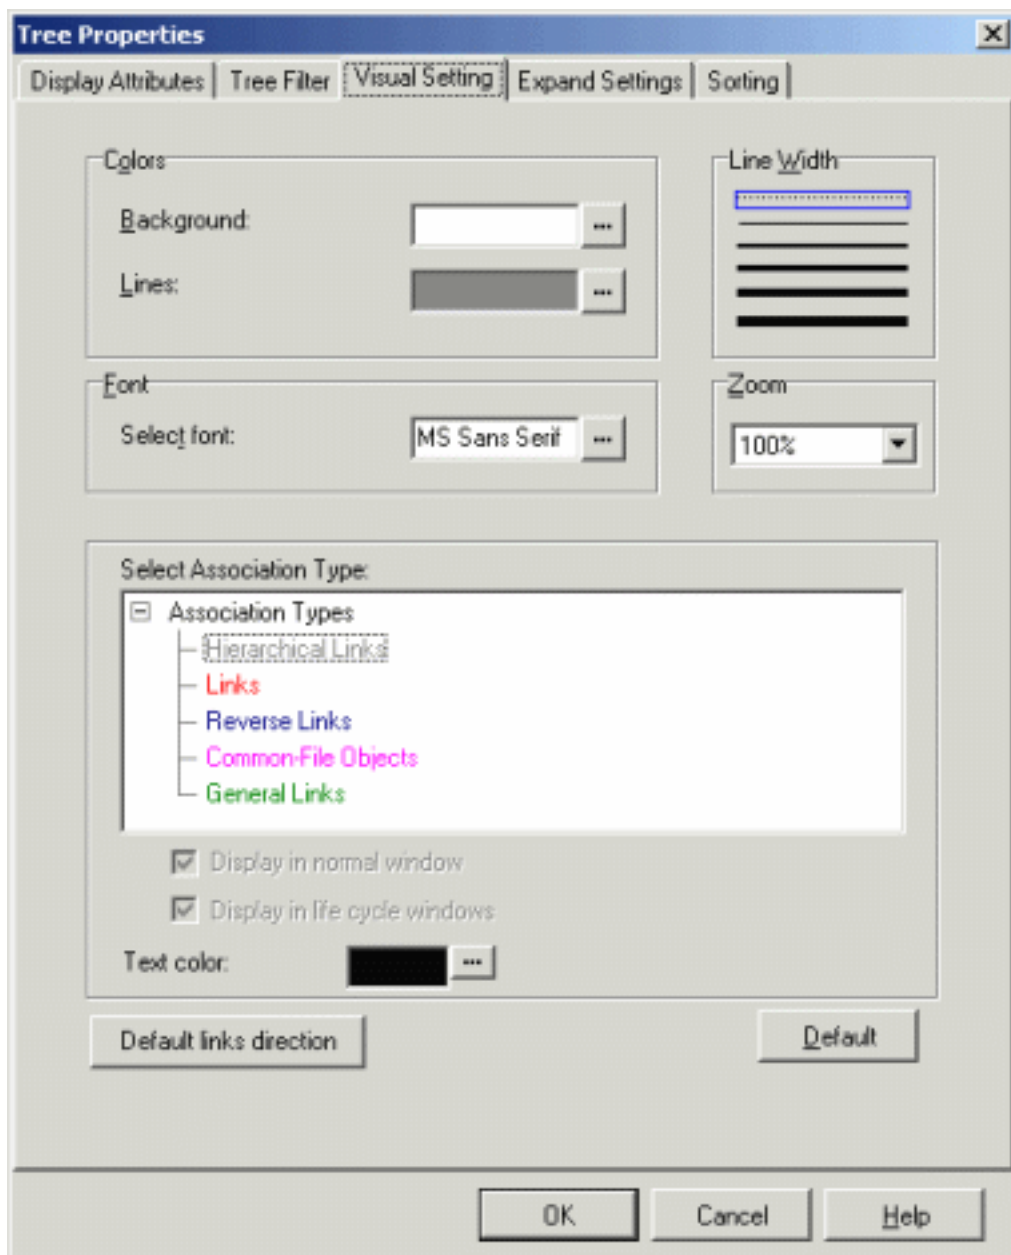 Tree Properties
Display Attributes Tree Filter Visual Setting Expand Settings Sorting
Colors
Background: ...
Lines: ...
Line Width
Font
Select font: MS Sans Serif ...
Zoom
100%
Select Association Type:
Association Types
Hierarchical Links
Links
Reverse Links
Common-File Objects
General Links
Display in normal window
Display in life cycle windows
Text color: ...
Default links direction
Default
OK Cancel Help